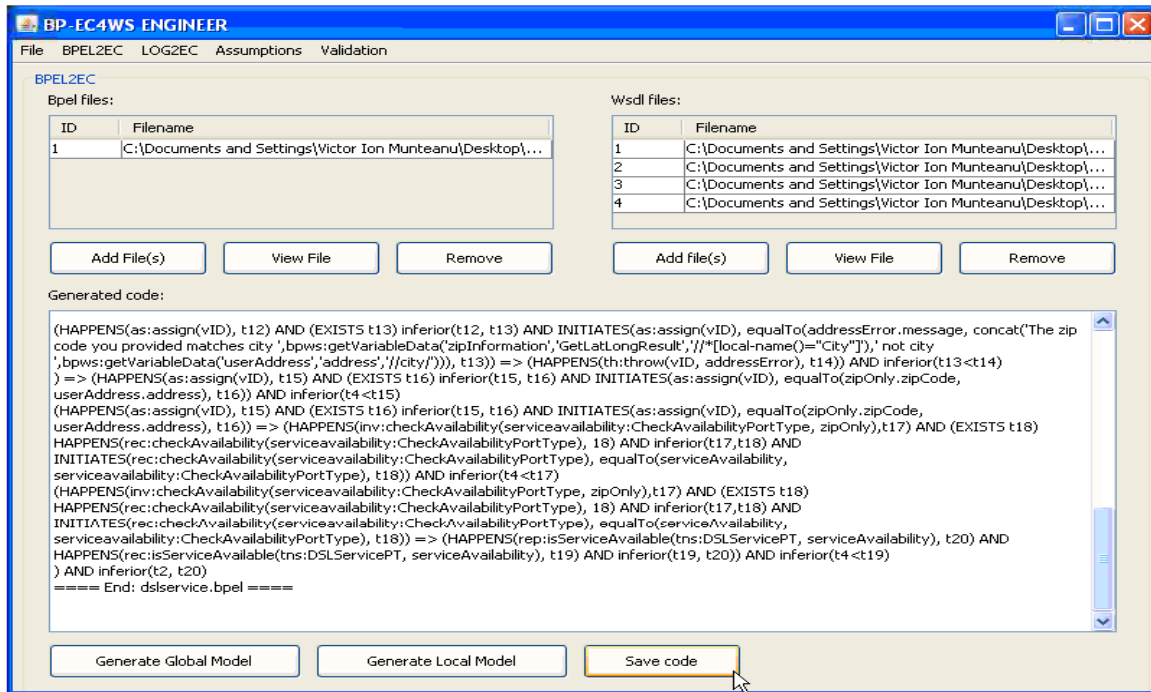 BP-EC4WS ENGINEER
File BPEL2EC LOG2EC Assumptions Validation
BPEL2EC
Bpel files:
ID Filename
1 C:\Documents and Settings\Victor Ion Munteanu\Desktop\...
Add File(s) View File Remove
Wsdl files:
ID Filename
1 C:\Documents and Settings\Victor Ion Munteanu\Desktop\...
2 C:\Documents and Settings\Victor Ion Munteanu\Desktop\...
3 C:\Documents and Settings\Victor Ion Munteanu\Desktop\...
4 C:\Documents and Settings\Victor Ion Munteanu\Desktop\...
Add file(s) View File Remove
Generated code:
(HAPPENS(as:assign(vID), t12) AND (EXISTS t13) inferior(t12, t13) AND INITIATES(as:assign(vID), equalTo(addressError.message, concat('The zip
code you provided matches city ',bpws:getVariableData('zipInformation','GetLatLongResult','//*[local-name()="City"]'),' not city
',bpws:getVariableData('userAddress','address','//city/'))), t13)) => (HAPPENS(th:throw(vID, addressError), t14)) AND inferior(t13<t14)
) => (HAPPENS(as:assign(vID), t15) AND (EXISTS t16) inferior(t15, t16) AND INITIATES(as:assign(vID), equalTo(zipOnly.zipCode,
userAddress.address), t16)) AND inferior(t4<t15)
(HAPPENS(as:assign(vID), t15) AND (EXISTS t16) inferior(t15, t16) AND INITIATES(as:assign(vID), equalTo(zipOnly.zipCode,
userAddress.address), t16)) => (HAPPENS(inv:checkAvailability(serviceavailability:CheckAvailabilityPortType, zipOnly),t17) AND (EXISTS t18)
HAPPENS(rec:checkAvailability(serviceavailability:CheckAvailabilityPortType), 18) AND inferior(t17,t18) AND
INITIATES(rec:checkAvailability(serviceavailability:CheckAvailabilityPortType), equalTo(serviceAvailability,
serviceavailability:CheckAvailabilityPortType), t18)) AND inferior(t4<t17)
(HAPPENS(inv:checkAvailability(serviceavailability:CheckAvailabilityPortType, zipOnly),t17) AND (EXISTS t18)
HAPPENS(rec:checkAvailability(serviceavailability:CheckAvailabilityPortType), 18) AND inferior(t17,t18) AND
INITIATES(rec:checkAvailability(serviceavailability:CheckAvailabilityPortType), equalTo(serviceAvailability,
serviceavailability:CheckAvailabilityPortType), t18)) => (HAPPENS(rep:isServiceAvailable(tns:DSLServicePT, serviceAvailability), t20) AND
HAPPENS(rec:isServiceAvailable(tns:DSLServicePT, serviceAvailability), t19) AND inferior(t19, t20)) AND inferior(t4<t19)
) AND inferior(t2, t20)
==== End: dslservice.bpel ====
Generate Global Model Generate Local Model Save code